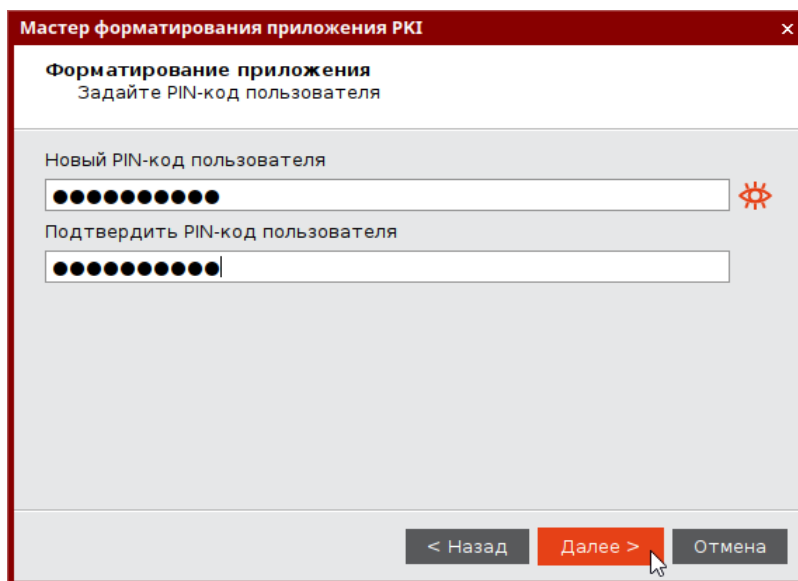 Мастер форматирования приложения PKI
Форматирование приложения
Задайте PIN-код пользователя
Новый PIN-код пользователя
●●●●●●●●●●
Подтвердить PIN-код пользователя
●●●●●●●●●●
< Назад Далее > Отмена